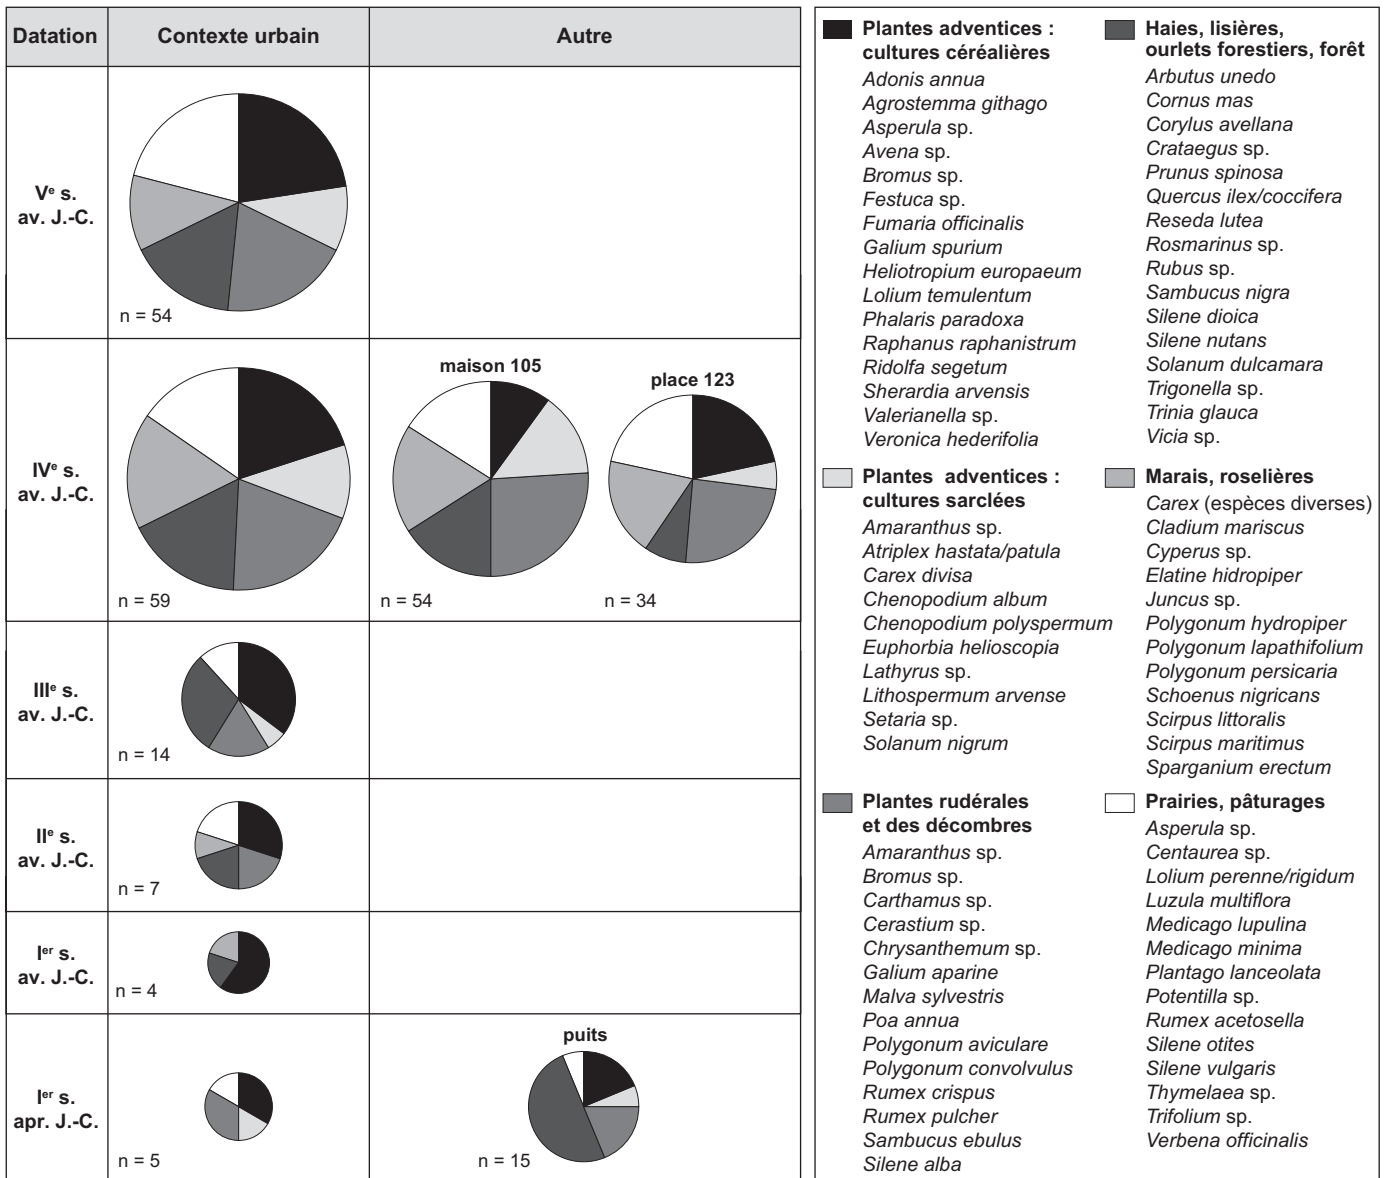 Datation
Contexte urbain
Autre
Ve s.
av. J.-C.
n = 54
IVe s.
av. J.-C.
n = 59
maison 105
n = 54
place 123
n = 34
IIIe s.
av. J.-C.
n = 14
IIe s.
av. J.-C.
n = 7
Ier s.
av. J.-C.
n = 4
Ier s.
apr. J.-C.
n = 5
puits
n = 15
Plantes adventices :
cultures céréalières
Adonis annua
Agrostemma githago
Asperula sp.
Avena sp.
Bromus sp.
Festuca sp.
Fumaria officinalis
Galium spurium
Heliotropium europaeum
Lolium temulentum
Phalaris paradoxa
Raphanus raphanistrum
Ridolfa segetum
Sherardia arvensis
Valerianella sp.
Veronica hederifolia
Plantes adventices :
cultures sarclées
Amaranthus sp.
Atriplex hastata/patula
Carex divisa
Chenopodium album
Chenopodium polyspermum
Euphorbia helioscopia
Lathyrus sp.
Lithospermum arvense
Setaria sp.
Solanum nigrum
Plantes rudérales
et des décombres
Amaranthus sp.
Bromus sp.
Carthamus sp.
Cerastium sp.
Chrysanthemum sp.
Galium aparine
Malva sylvestris
Poa annua
Polygonum aviculare
Polygonum convolvulus
Rumex crispus
Rumex pulcher
Sambucus ebulus
Silene alba
Haies, lisières,
ourlets forestiers, forêt
Arbutus unedo
Cornus mas
Corylus avellana
Crataegus sp.
Prunus spinosa
Quercus ilex/coccifera
Reseda lutea
Rosmarinus sp.
Rubus sp.
Sambucus nigra
Silene dioica
Silene nutans
Solanum dulcamara
Trigonella sp.
Trinia glauca
Vicia sp.
Marais, roselières
Carex (espèces diverses)
Cladium mariscus
Cyperus sp.
Elatine hidropiper
Juncus sp.
Polygonum hydropiper
Polygonum lapathifolium
Polygonum persicaria
Schoenus nigricans
Scirpus littoralis
Scirpus maritimus
Sparganium erectum
Prairies, pâturages
Asperula sp.
Centaurea sp.
Lolium perenne/rigidum
Luzula multiflora
Medicago lupulina
Medicago minima
Plantago lanceolata
Potentilla sp.
Rumex acetosella
Silene otites
Silene vulgaris
Thymelaea sp.
Trifolium sp.
Verbena officinalis